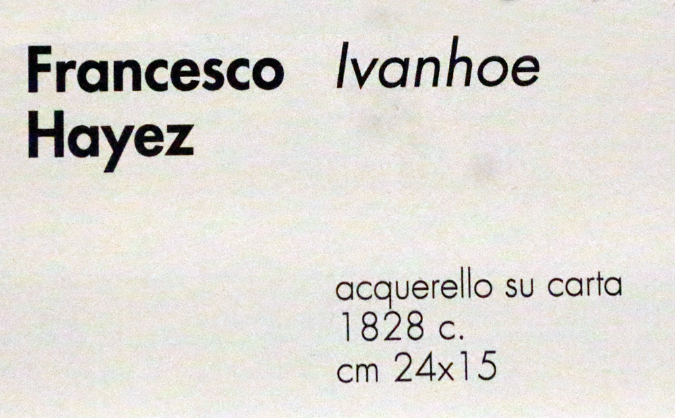 Francesco
Hayez
Ivanhoe
acquerello su carta
1828 c.
cm 24x15